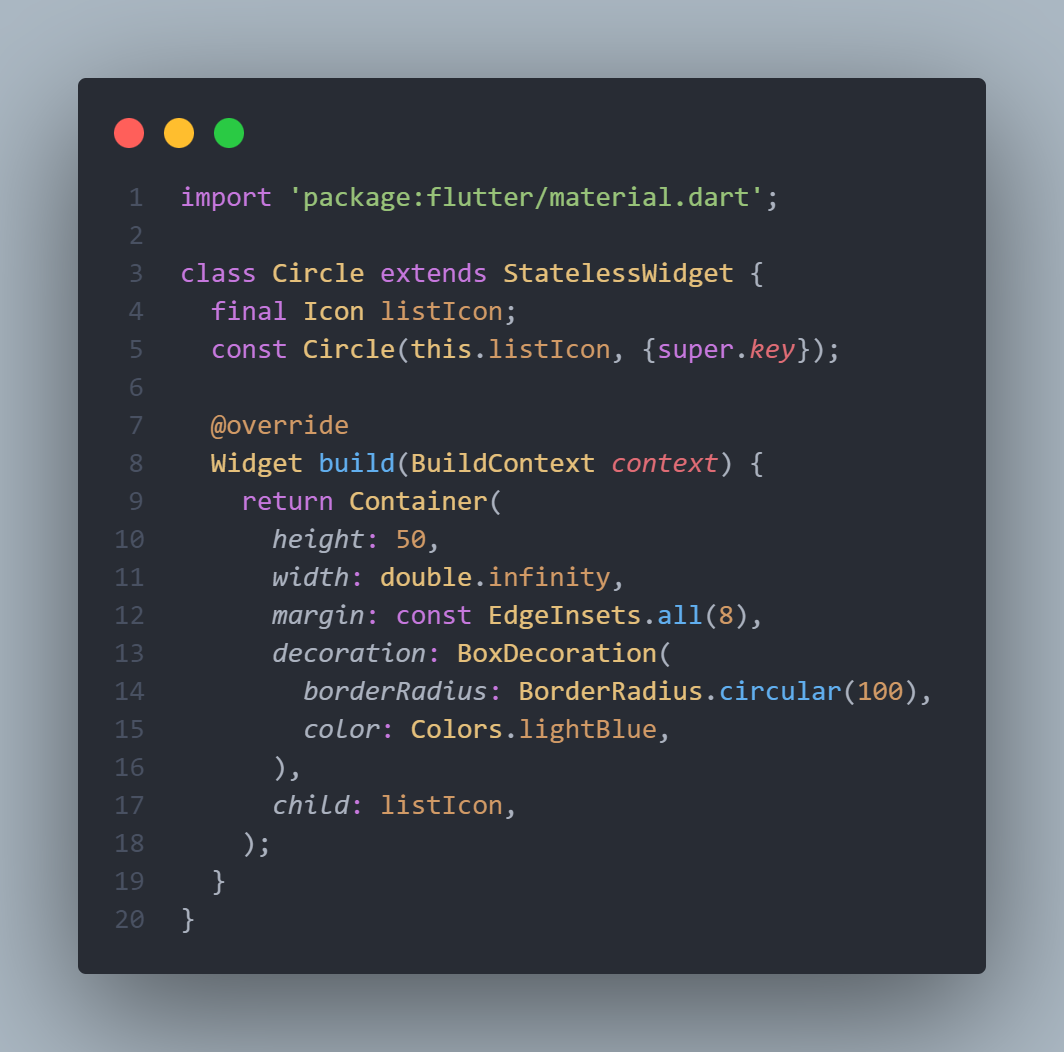 1 import 'package:flutter/material.dart';
2
3 class Circle extends StatelessWidget {
4   final Icon listIcon;
5   const Circle(this.listIcon, {super.key});
6
7   @override
8   Widget build(BuildContext context) {
9     return Container(
10       height: 50,
11       width: double.infinity,
12       margin: const EdgeInsets.all(8),
13       decoration: BoxDecoration(
14         borderRadius: BorderRadius.circular(100),
15         color: Colors.lightBlue,
16       ),
17       child: listIcon,
18     );
19   }
20 }